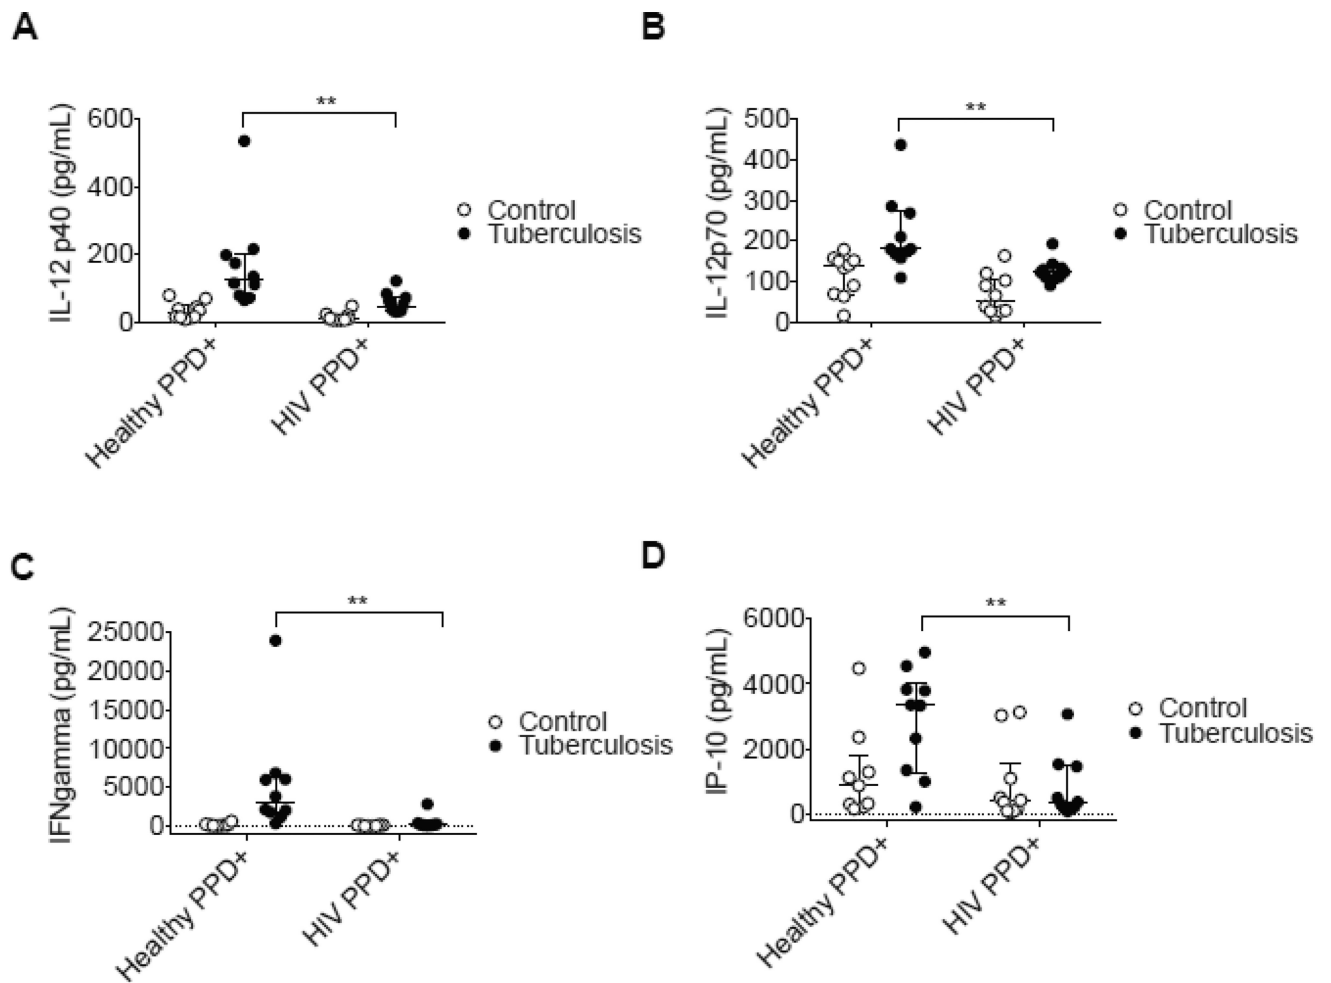 A
IL-12 p40 (pg/mL)
600
400
200
0
**
Control
Tuberculosis
Healthy PPD+
HIV PPD+
B
IL-12p70 (pg/mL)
500
400
300
200
100
0
**
Control
Tuberculosis
Healthy PPD+
HIV PPD+
C
IFNgamma (pg/mL)
25000
20000
15000
10000
5000
0
**
Control
Tuberculosis
Healthy PPD+
HIV PPD+
D
IP-10 (pg/mL)
6000
4000
2000
0
**
Control
Tuberculosis
Healthy PPD+
HIV PPD+